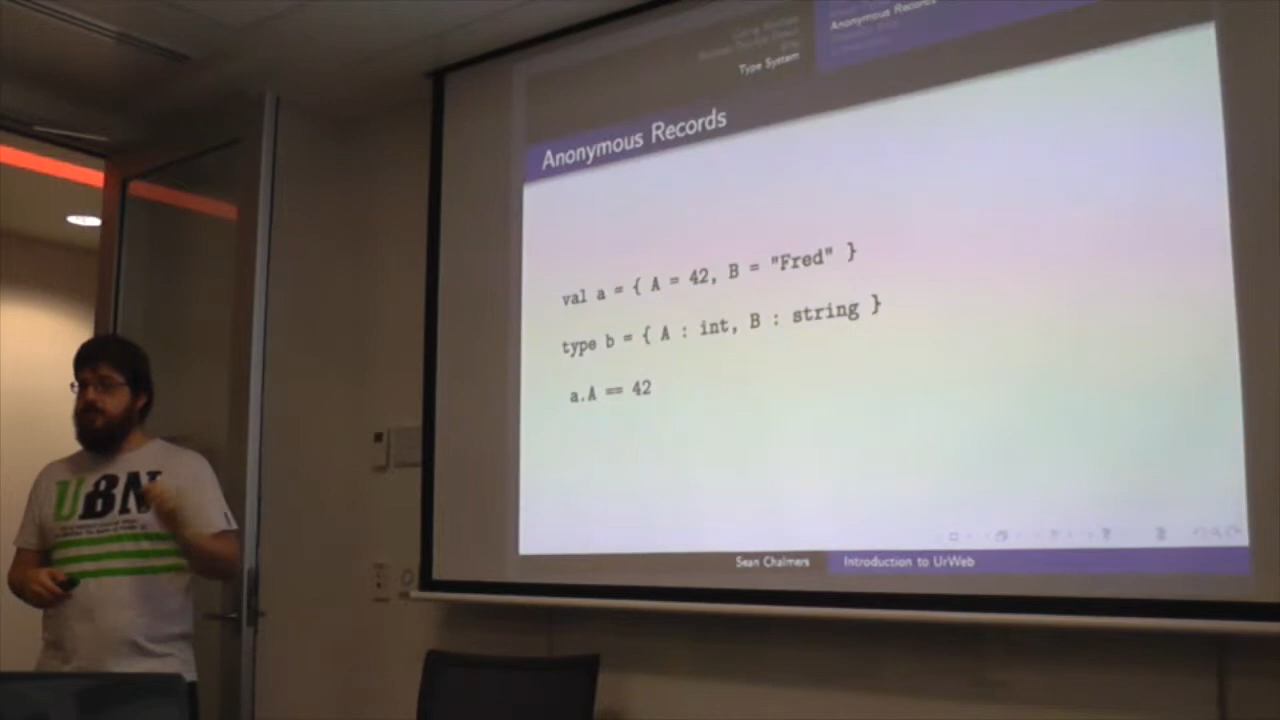 Anonymous Records
Type System
Anonymous Records
val a = { A = 42, B = "Fred" }
type b = { A : int, B : string }
a.A == 42
UBN
Sean Chalmers
Introduction to UrWeb